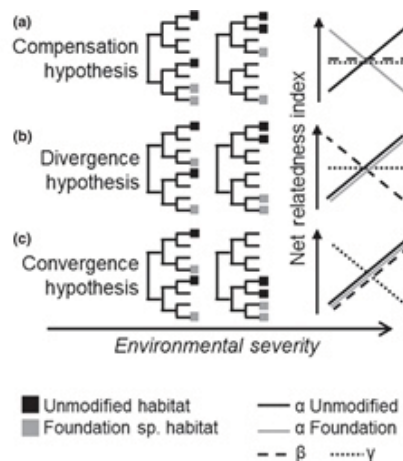 (a)
Compensation
hypothesis
(b)
Divergence
hypothesis
(c)
Convergence
hypothesis
Net relatedness index
Environmental severity
Unmodified habitat
Foundation sp. habitat
α Unmodified
α Foundation
β
γ